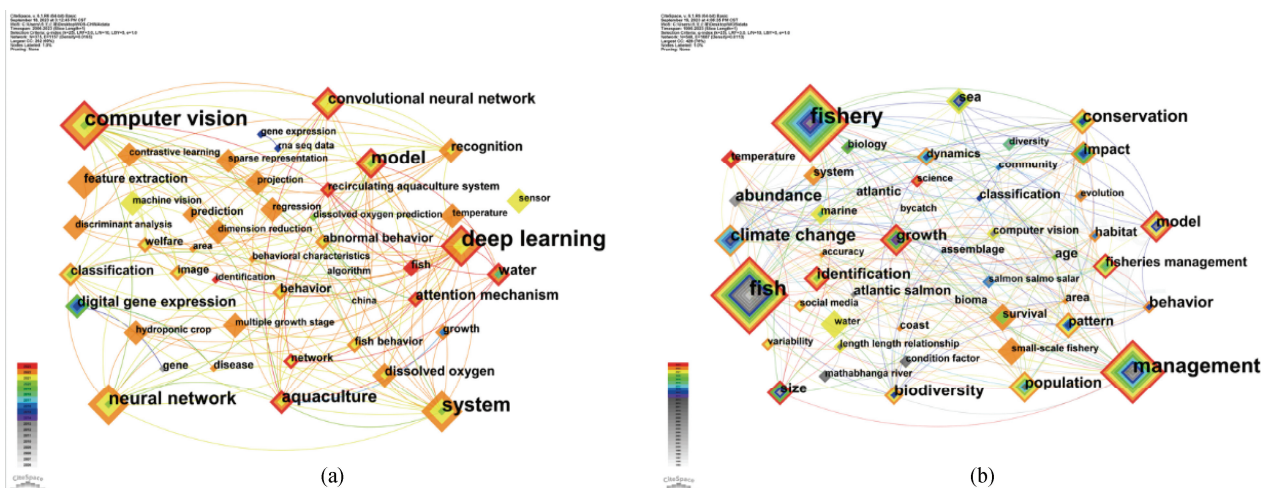 computer vision
convolutional neural network
gene expression
rna seq data
contrastive learning
sparse representation
model
recognition
feature extraction
projection
recirculating aquaculture system
machine vision
sensor
prediction
regression
dissolved oxygen prediction
temperature
discriminant analysis
dimension reduction
welfare
area
abnormal behavior
deep learning
behavioral characteristics
classification
image
identification
algorithm
fish
water
digital gene expression
behavior
china
attention mechanism
hydroponic crop
multiple growth stage
growth
fish behavior
gene
disease
network
dissolved oxygen
neural network
aquaculture
system
CiteSpace
(a)
fishery
sea
conservation
biology
diversity
temperature
dynamics
impact
system
science
community
abundance
atlantic
classification
evolution
marine
bycatch
model
climate change
growth
computer vision
habitat
accuracy
assemblage
age
fisheries management
identification
salmon salmo salar
fish
atlantic salmon
social media
bioma
area
behavior
water
coast
survival
pattern
variability
length length relationship
small-scale fishery
condition factor
management
mathabhanga river
size
biodiversity
population
CiteSpace
(b)